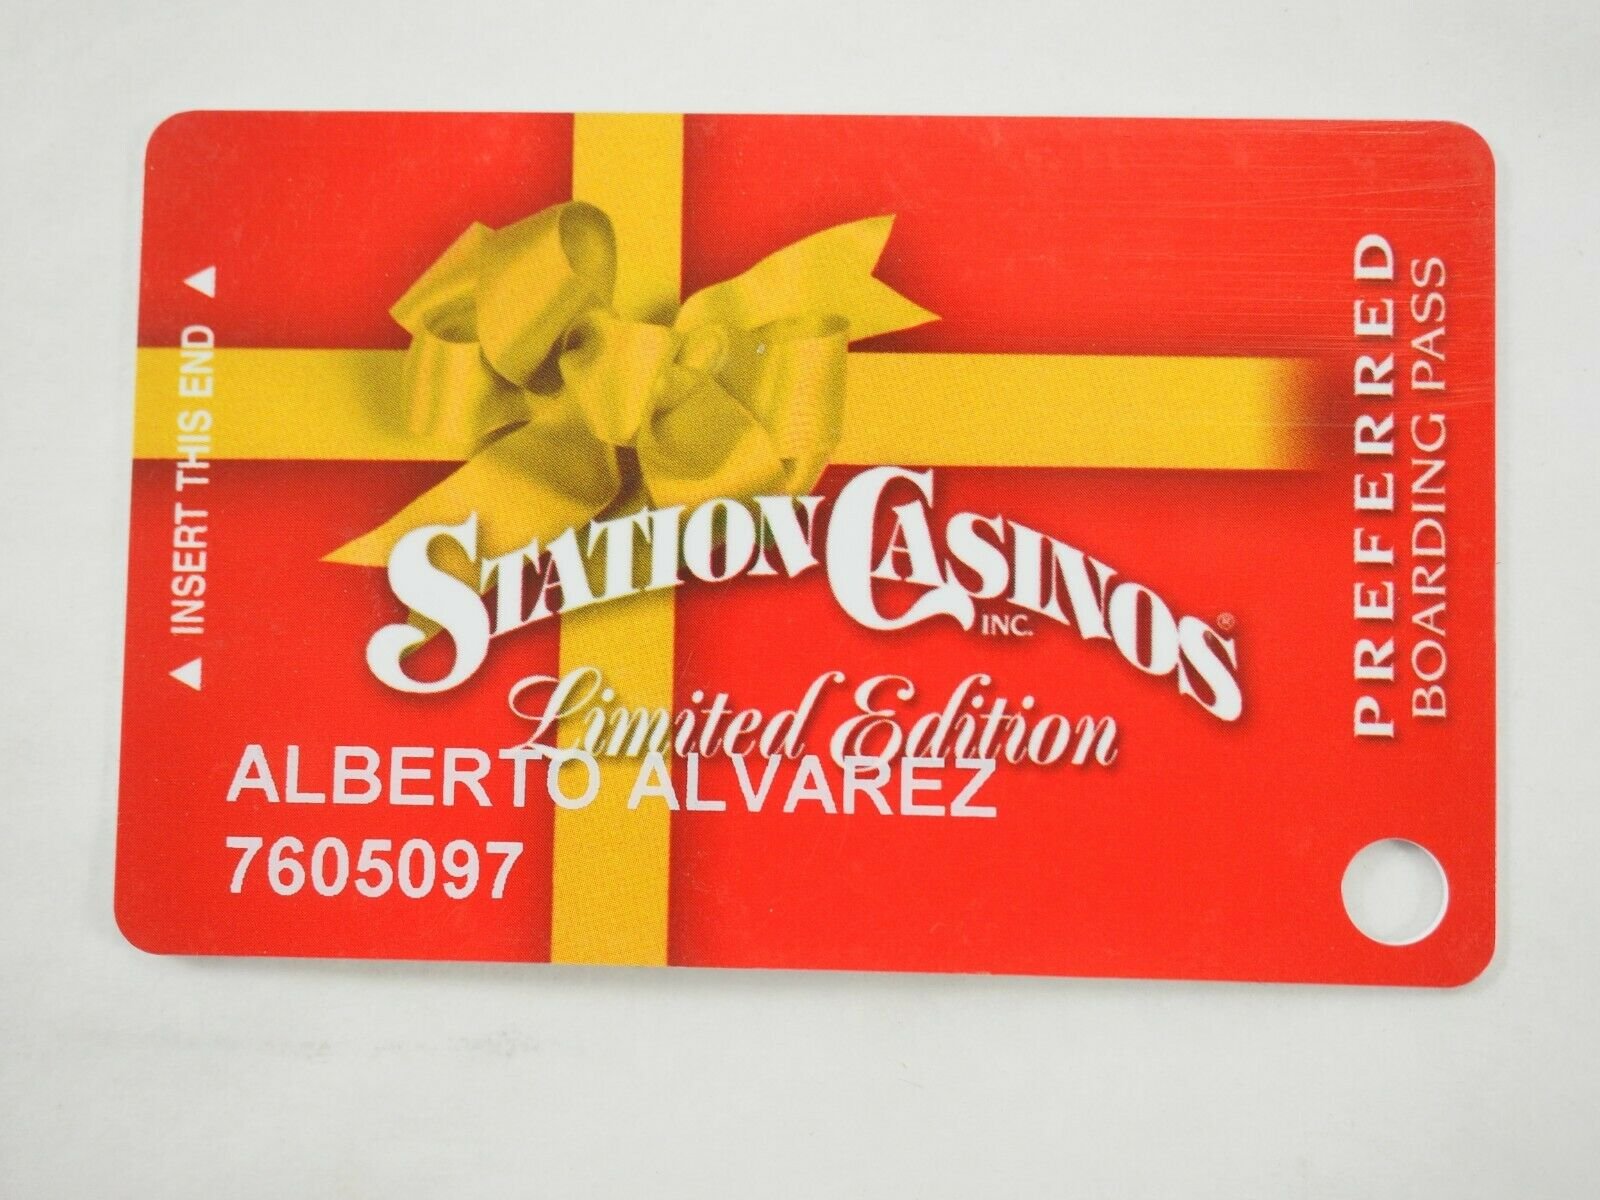 ▲ INSERT THIS END ▲
STATION CASINOS®
INC.
Limited Edition
ALBERTO ALVAREZ
7605097
PREFERRED
BOARDING PASS